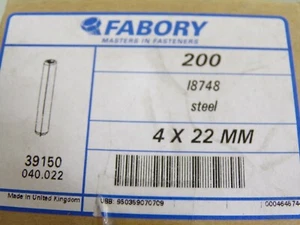 FABORY
MASTERS IN FASTENERS
200
I8748
steel
4 X 22 MM
39150
040.022
Made in United Kingdom